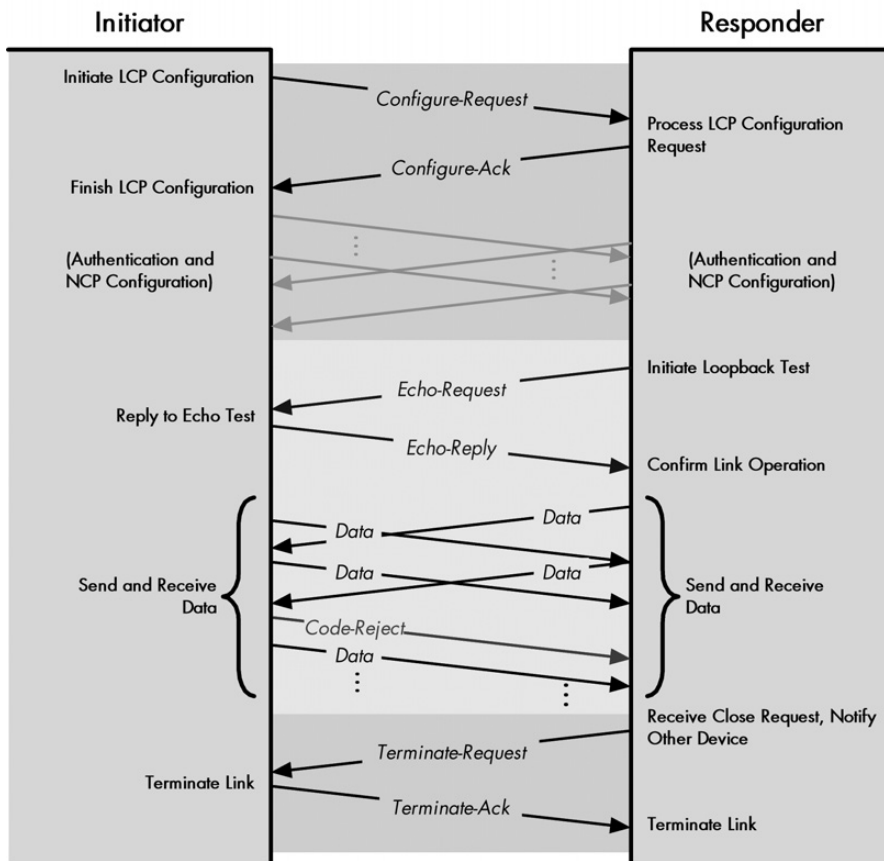 Initiator
Responder
Initiate LCP Configuration
Configure-Request
Process LCP Configuration
Request
Configure-Ack
Finish LCP Configuration
(Authentication and
NCP Configuration)
(Authentication and
NCP Configuration)
Initiate Loopback Test
Echo-Request
Reply to Echo Test
Echo-Reply
Confirm Link Operation
Data
Data
Data
Data
Send and Receive
Data
Send and Receive
Data
Code-Reject
Data
Receive Close Request, Notify
Other Device
Terminate-Request
Terminate Link
Terminate-Ack
Terminate Link